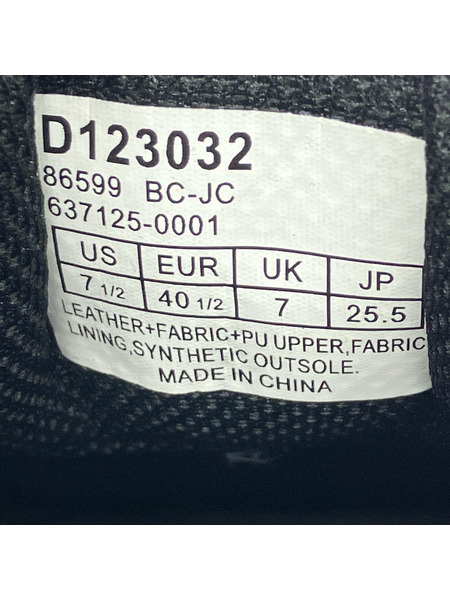 D123032
86599 BC-JC
637125-0001
US EUR UK JP
7 1/2 40 1/2 7 25.5
LEATHER+FABRIC+PU UPPER,FABRIC
LINING,SYNTHETIC OUTSOLE.
MADE IN CHINA